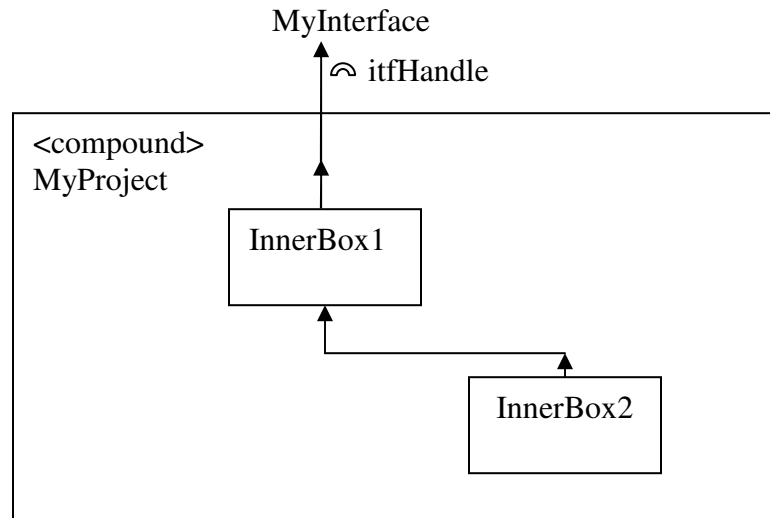 MyInterface
itfHandle
<compound>
MyProject
InnerBox1
InnerBox2